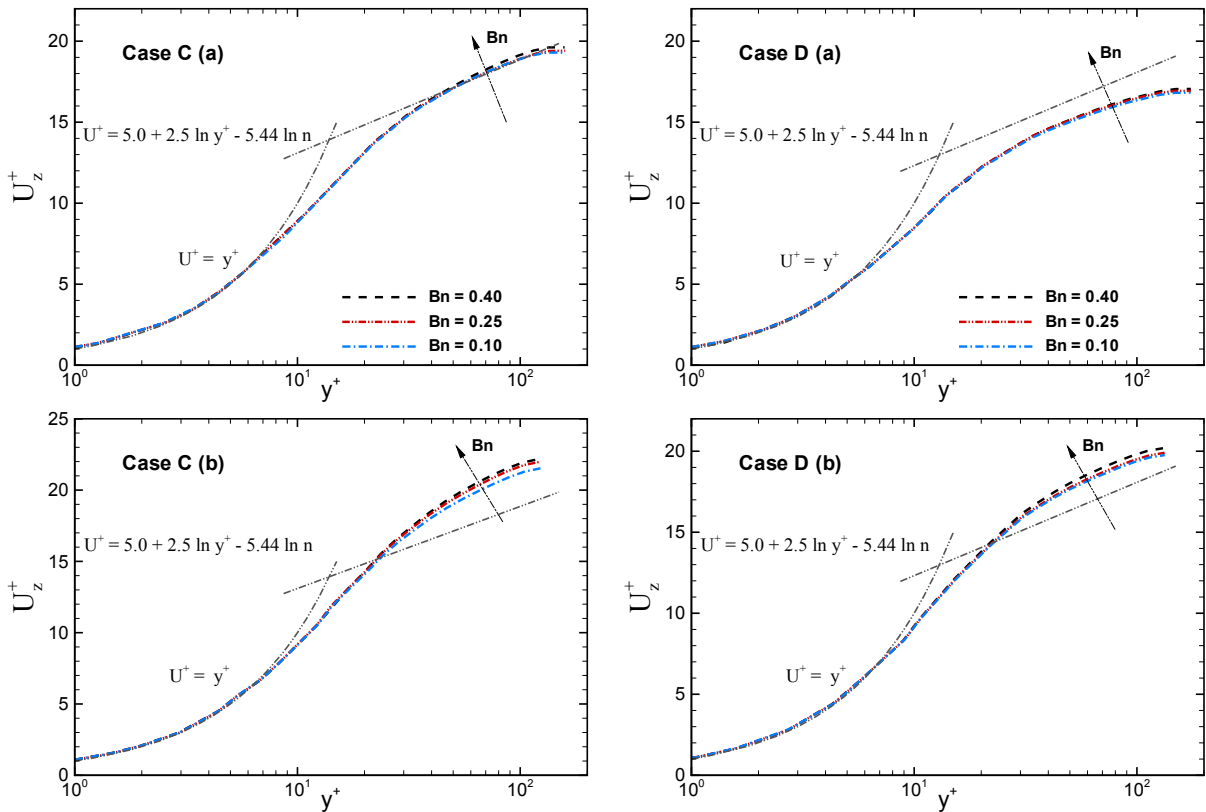 Case C (a)
Bn
U⁺ = 5.0 + 2.5 ln y⁺ - 5.44 ln n
U⁺ = y⁺
Bn = 0.40
Bn = 0.25
Bn = 0.10
20
15
10
5
0
U_z⁺
10⁰
10¹
10²
y⁺
Case D (a)
Bn
U⁺ = 5.0 + 2.5 ln y⁺ - 5.44 ln n
U⁺ = y⁺
Bn = 0.40
Bn = 0.25
Bn = 0.10
20
15
10
5
0
U_z⁺
10⁰
10¹
10²
y⁺
Case C (b)
Bn
U⁺ = 5.0 + 2.5 ln y⁺ - 5.44 ln n
U⁺ = y⁺
25
20
15
10
5
0
U_z⁺
10⁰
10¹
10²
y⁺
Case D (b)
Bn
U⁺ = 5.0 + 2.5 ln y⁺ - 5.44 ln n
U⁺ = y⁺
20
15
10
5
0
U_z⁺
10⁰
10¹
10²
y⁺